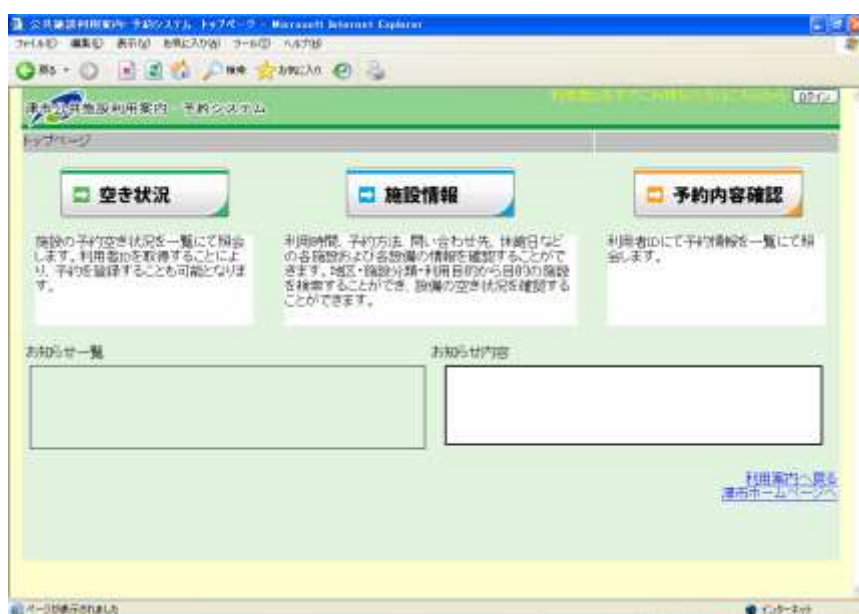 公共施設利用案内・予約システム トップページ - Microsoft Internet Explorer
ファイル(F) 編集(E) 表示(V) お気に入り(A) ツール(T) ヘルプ(H)
戻る 検索 お気に入り
津市公共施設利用案内・予約システム
ログイン
トップページ
空き状況
施設情報
予約内容確認
施設の予約空き状況を一覧にて照会
します。利用者IDを取得することによ
り、予約を登録することも可能となりま
す。
利用時間、予約方法、問い合わせ先、休館日など
の各施設および各設備の情報を確認することがで
きます。地区・施設分類・利用目的から目的の施設
を検索することができ、設備の空き状況を確認する
ことができます。
利用者IDにて予約情報を一覧にて照
会します。
お知らせ一覧
お知らせ内容
利用案内へ戻る
津市ホームページへ
ページが表示されました
インターネット